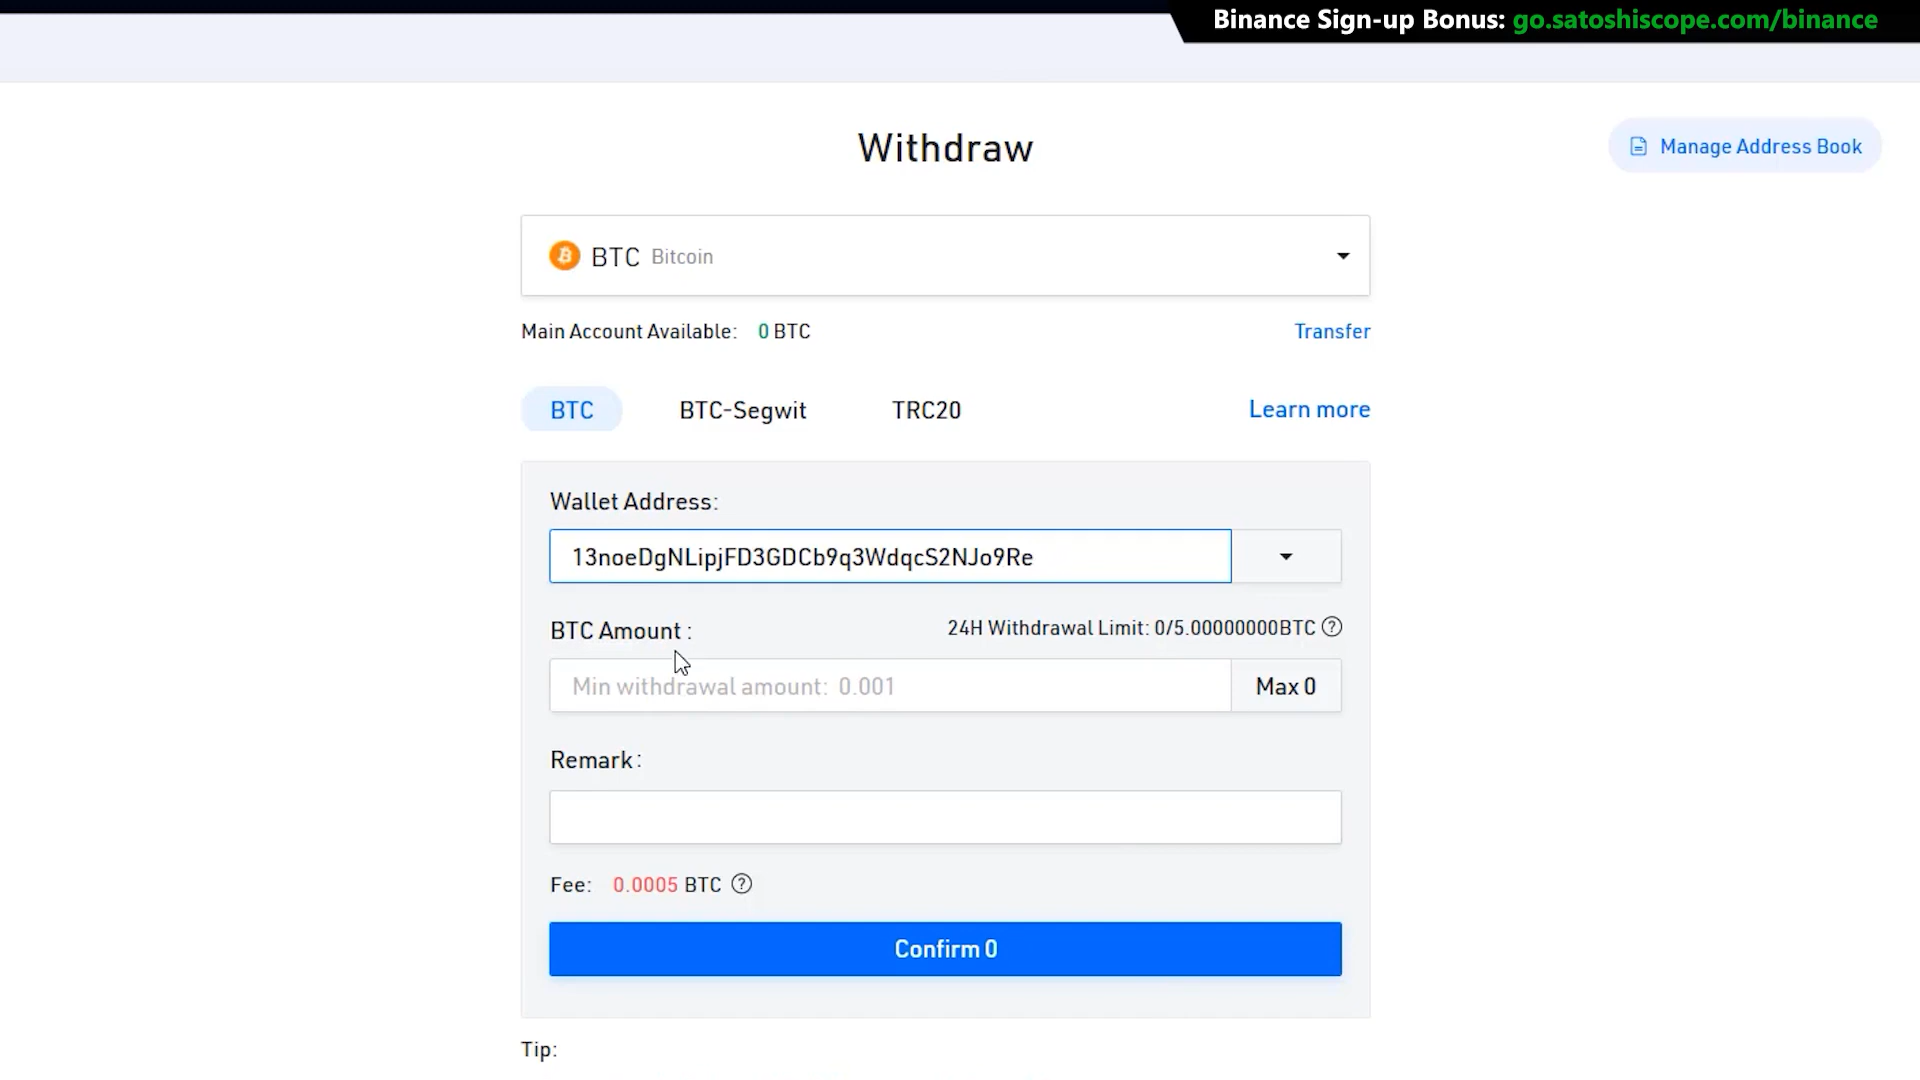 Binance Sign-up Bonus: go.satoshiscope.com/binance
Withdraw
Manage Address Book
BTC Bitcoin
Main Account Available: 0 BTC Transfer
BTC BTC-Segwit TRC20 Learn more
Wallet Address:
13noeDgNLipjFD3GDCb9q3WdqcS2NJo9Re
BTC Amount : 24H Withdrawal Limit: 0/5.00000000BTC ?
Min withdrawal amount: 0.001 Max 0
Remark:
Fee: 0.0005 BTC ?
Confirm 0
Tip: